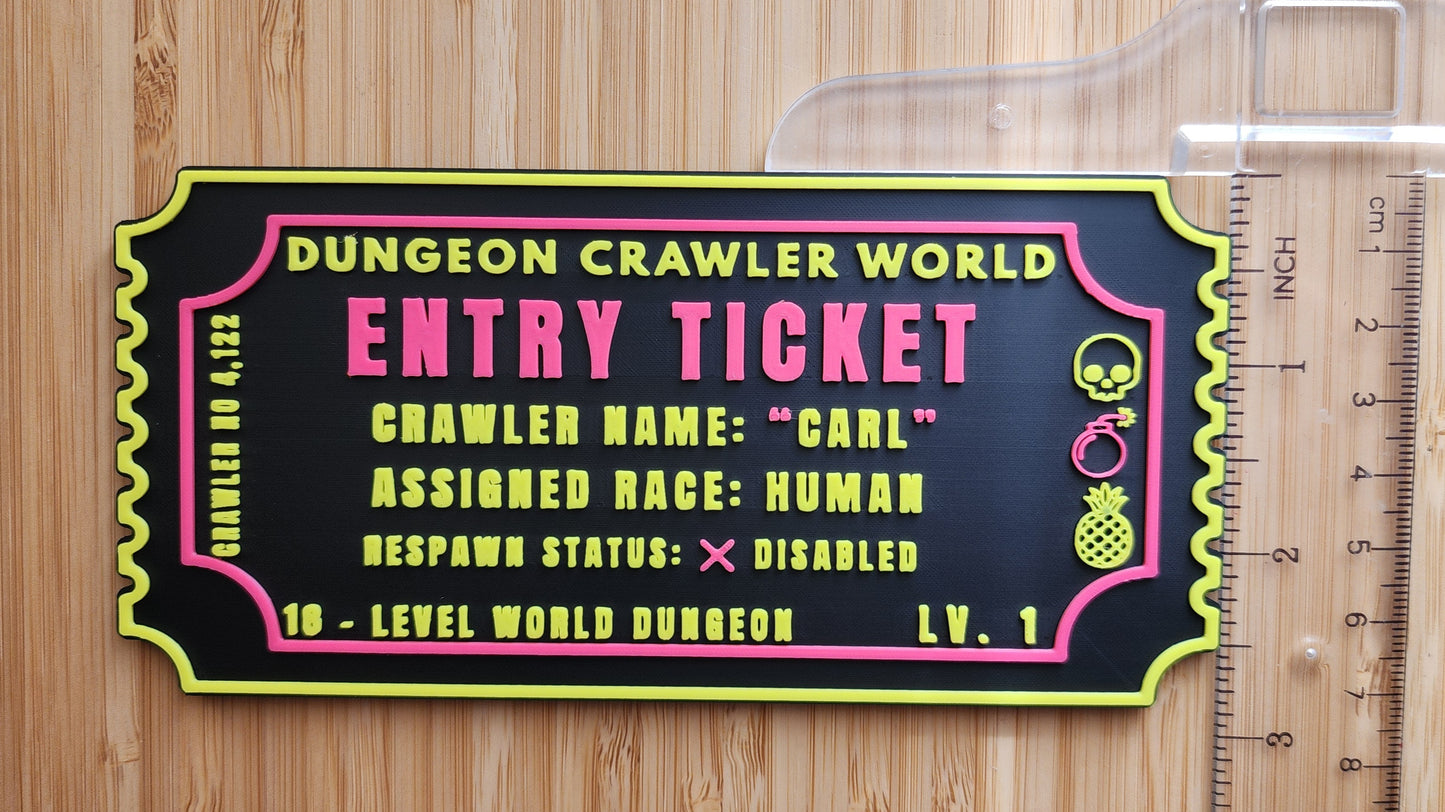 DUNGEON CRAWLER WORLD
ENTRY TICKET
CRAWLER NO 4,122
CRAWLER NAME: “CARL”
ASSIGNED RACE: HUMAN
RESPAWN STATUS: X DISABLED
18 - LEVEL WORLD DUNGEON
LV. 1
INCH
1
2
3
cm 1
2
3
4
5
6
7
8